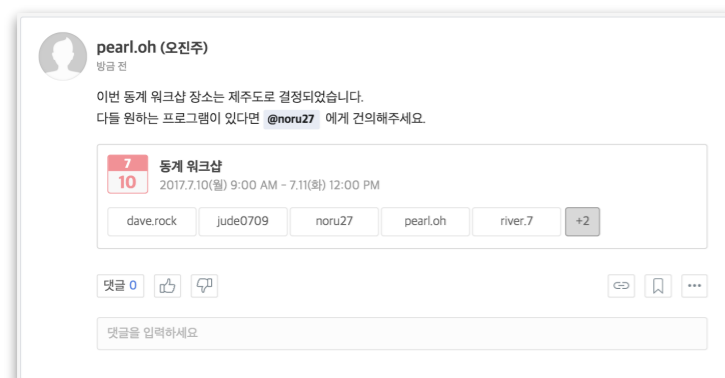 pearl.oh (오진주)
방금 전
이번 동계 워크샵 장소는 제주도로 결정되었습니다.
다들 원하는 프로그램이 있다면 @noru27 에게 건의해주세요.
7
10
동계 워크샵
2017.7.10(월) 9:00 AM - 7.11(화) 12:00 PM
dave.rock jude0709 noru27 pearl.oh river.7 +2
댓글 0
댓글을 입력하세요